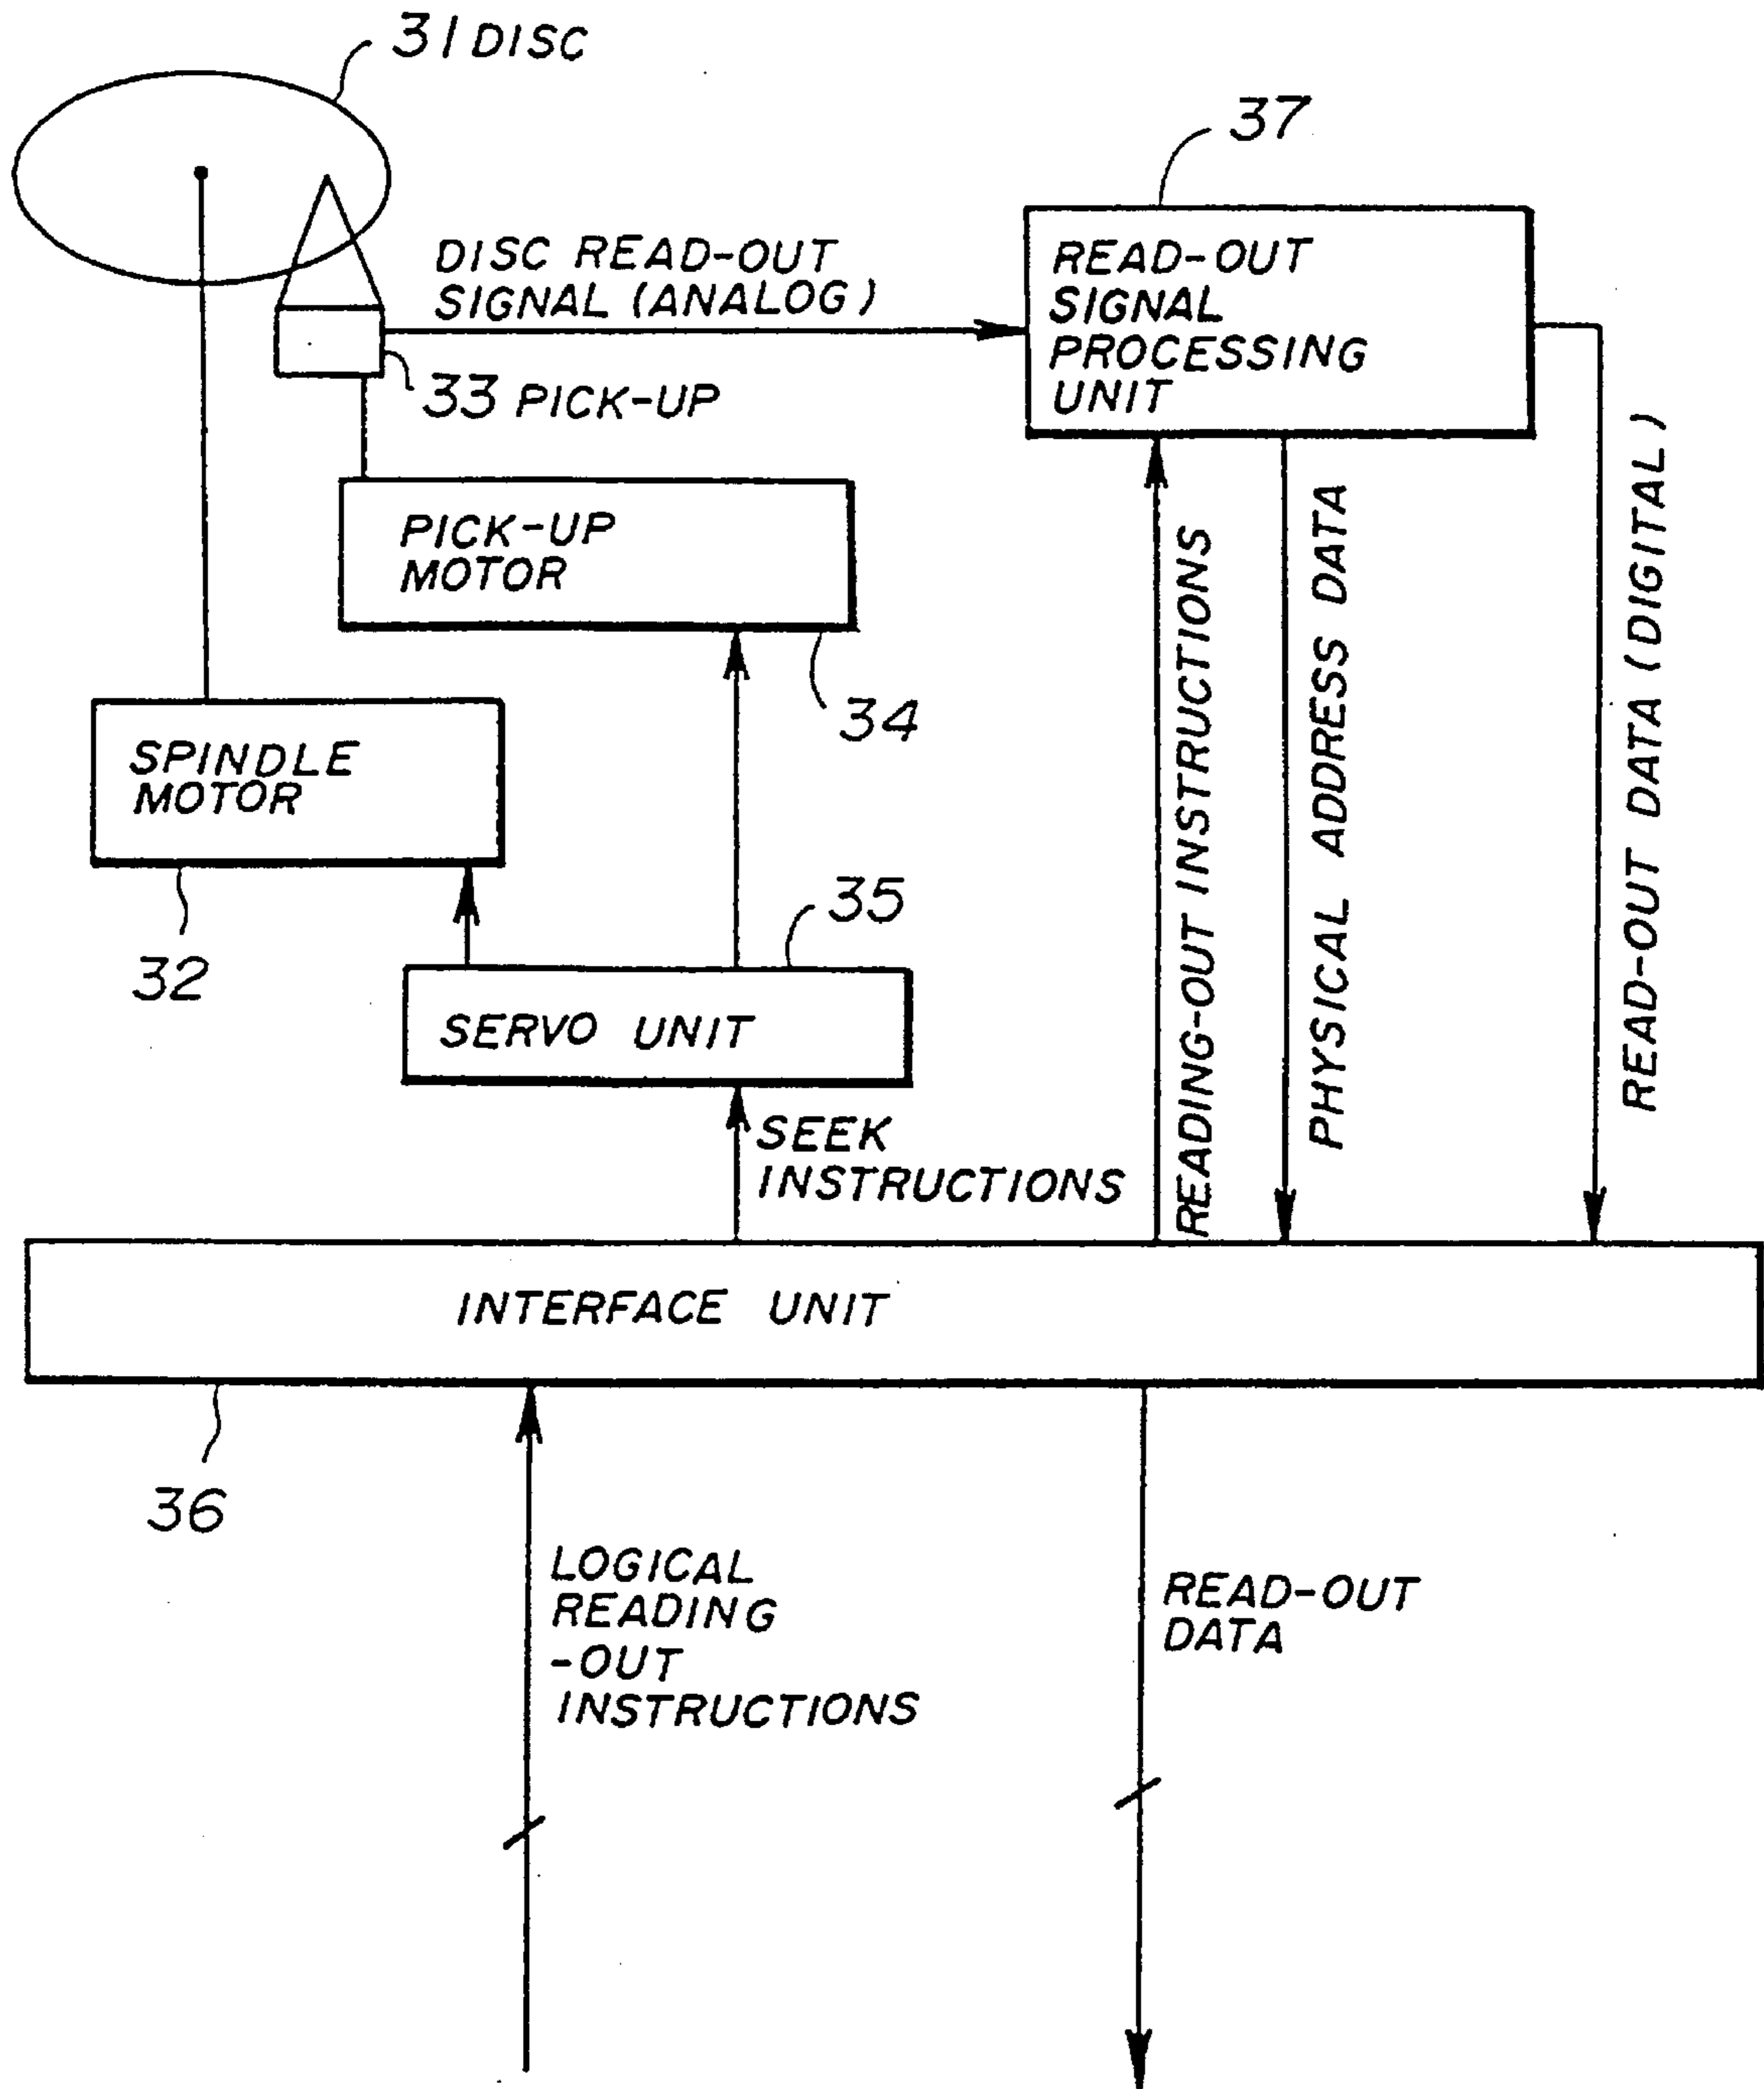 31 DISC
37
DISC READ-OUT
SIGNAL (ANALOG)
READ-OUT
SIGNAL
PROCESSING
UNIT
33 PICK-UP
PICK-UP
MOTOR
34
SPINDLE
MOTOR
32
35
SERVO UNIT
SEEK
INSTRUCTIONS
READING-OUT INSTRUCTIONS
PHYSICAL ADDRESS DATA
READ-OUT DATA (DIGITAL)
INTERFACE UNIT
36
LOGICAL
READING
-OUT
INSTRUCTIONS
READ-OUT
DATA